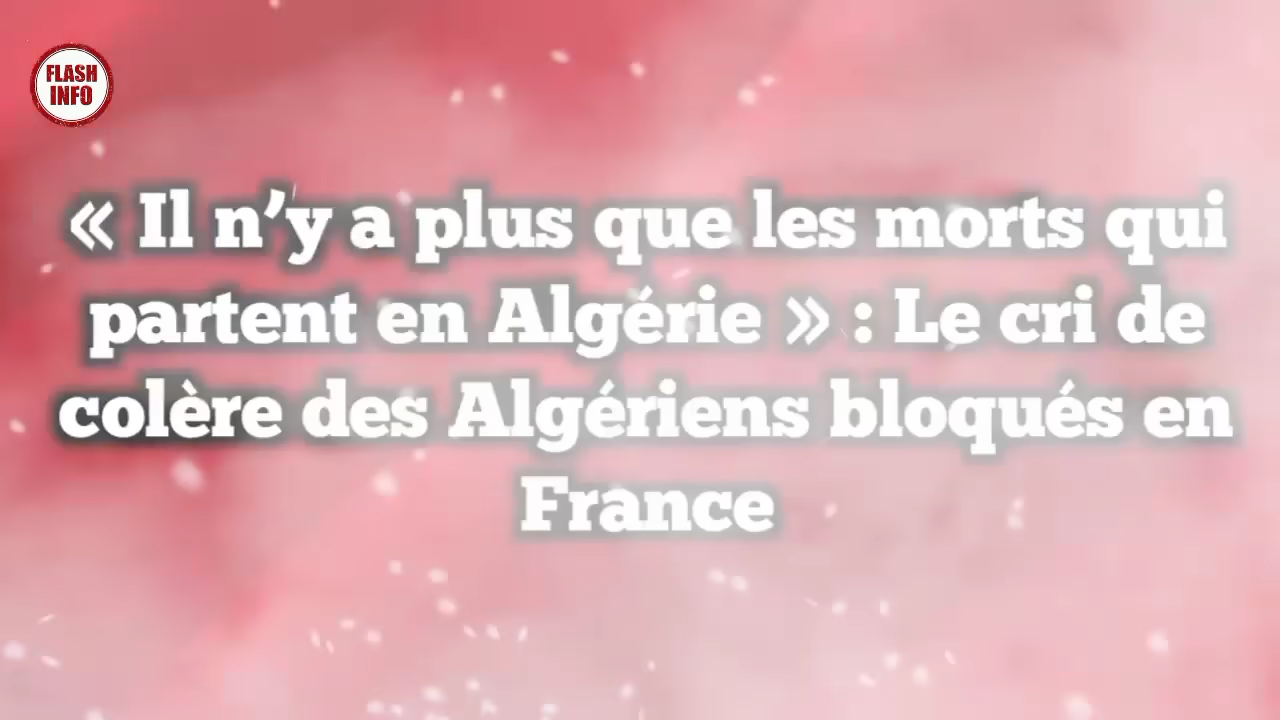 FLASH
INFO
« Il n’y a plus que les morts qui
partent en Algérie » : Le cri de
colère des Algériens bloqués en
France